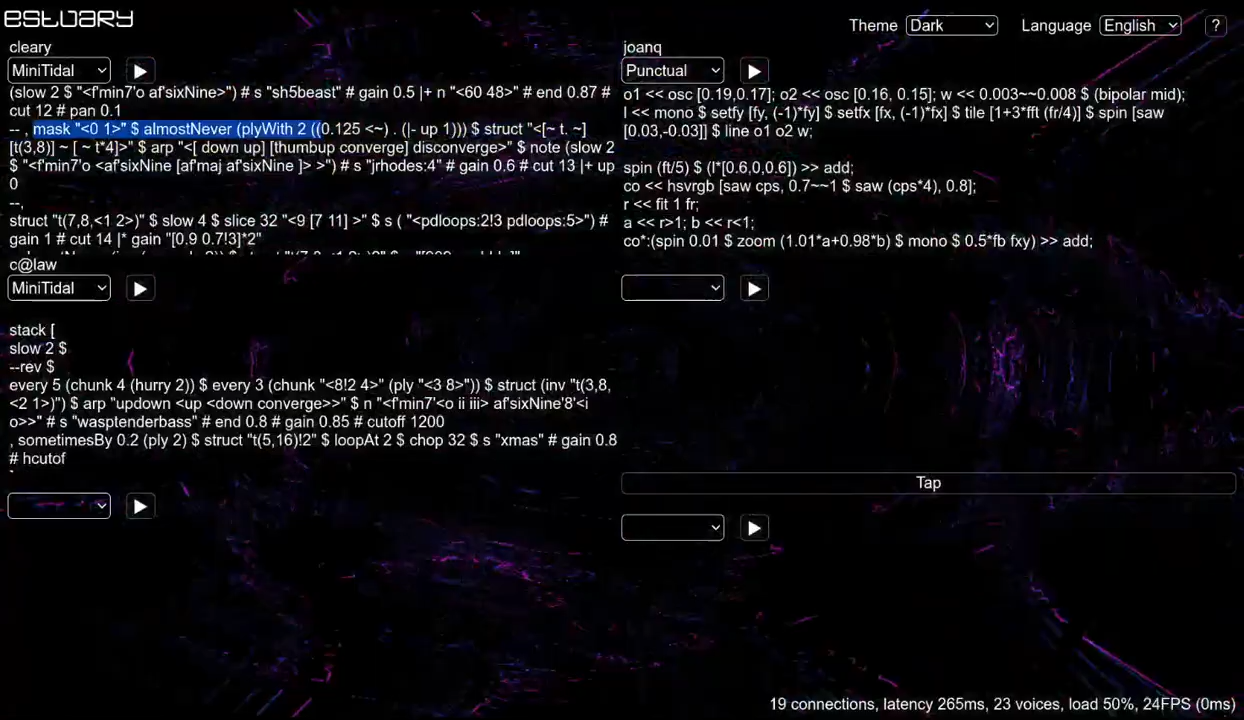 estuary
Theme Dark Language English ?
cleary
MiniTidal
(slow 2 $ "<f'min7'o af'sixNine>") # s "sh5beast" # gain 0.5 |+ n "<60 48>" # end 0.87 #
cut 12 # pan 0.1
-- , mask "<0 1>" $ almostNever (plyWith 2 ((0.125 <~) . (|- up 1))) $ struct "<[~ t. ~]
[t(3,8)] ~ [ ~ t*4]>" $ arp "<[ down up] [thumbup converge] disconverge>" $ note (slow 2
$ "<f'min7'o <af'sixNine [af'maj af'sixNine ]> >") # s "jrhodes:4" # gain 0.6 # cut 13 |+ up
0
--,
struct "t(7,8,<1 2>)" $ slow 4 $ slice 32 "<9 [7 11] >" $ s ( "<pdloops:2!3 pdloops:5>") #
gain 1 # cut 14 |* gain "[0.9 0.7!3]*2"
joanq
Punctual
o1 << osc [0.19,0.17]; o2 << osc [0.16, 0.15]; w << 0.003~~0.008 $ (bipolar mid);
l << mono $ setfy [fy, (-1)*fy] $ setfx [fx, (-1)*fx] $ tile [1+3*fft (fr/4)] $ spin [saw
[0.03,-0.03]] $ line o1 o2 w;
spin (ft/5) $ (l*[0.6,0,0.6]) >> add;
co << hsvrgb [saw cps, 0.7~~1 $ saw (cps*4), 0.8];
r << fit 1 fr;
a << r>1; b << r<1;
co*:(spin 0.01 $ zoom (1.01*a+0.98*b) $ mono $ 0.5*fb fxy) >> add;
c@law
MiniTidal
stack [
slow 2 $
--rev $
every 5 (chunk 4 (hurry 2)) $ every 3 (chunk "<8!2 4>" (ply "<3 8>")) $ struct (inv "t(3,8,
<2 1>)") $ arp "updown <up <down converge>>" $ n "<f'min7'<o ii iii> af'sixNine'8'<i
o>>" # s "wasptenderbass" # end 0.8 # gain 0.85 # cutoff 1200
, sometimesBy 0.2 (ply 2) $ struct "t(5,16)!2" $ loopAt 2 $ chop 32 $ s "xmas" # gain 0.8
# hcutof
Tap
19 connections, latency 265ms, 23 voices, load 50%, 24FPS (0ms)